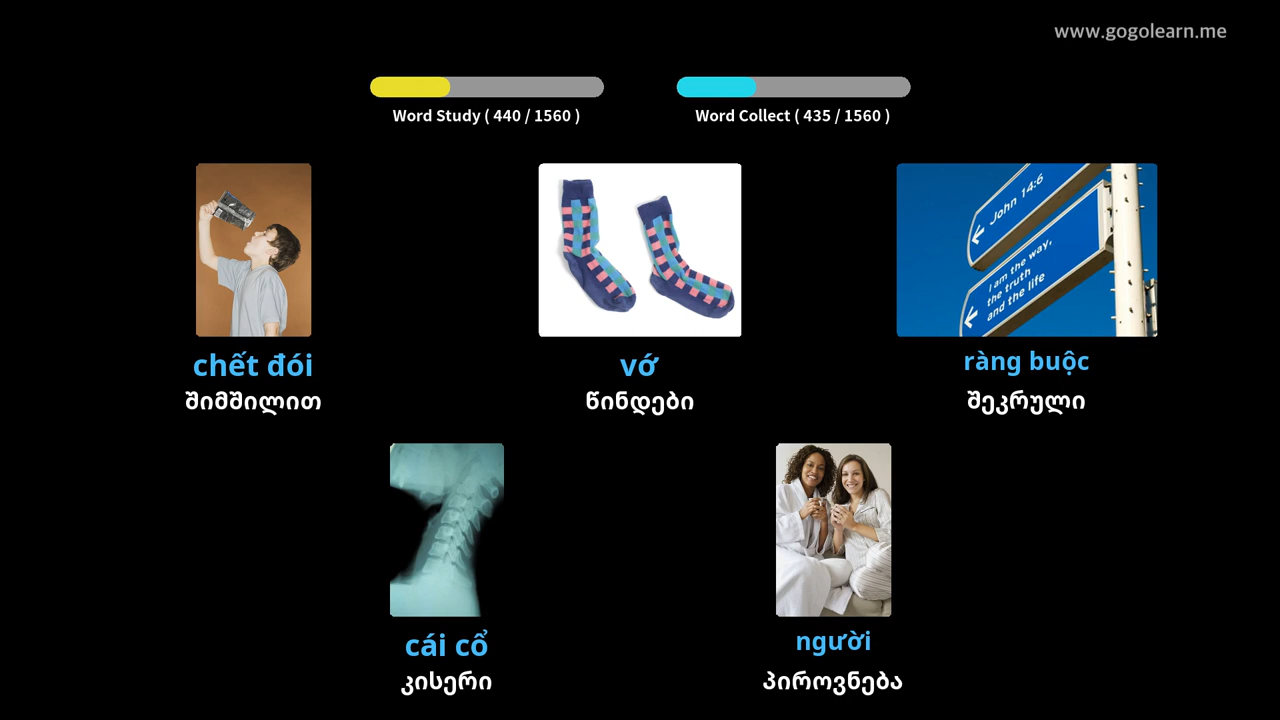 www.gogolearn.me
Word Study ( 440 / 1560 )
Word Collect ( 435 / 1560 )
John 14:6
I am the way,
the truth
and the life
chết đói
შიმშილით
vớ
წინდები
ràng buộc
შეკრული
cái cổ
კისერი
người
პიროვნება